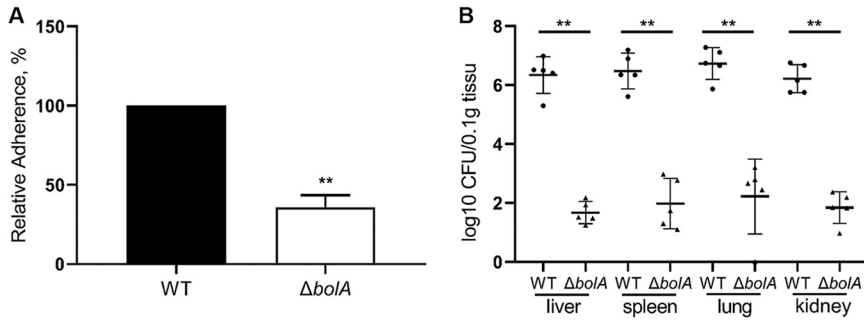 A
Relative Adherence, %
150
100
50
0
**
WT
ΔbolA
B
log10 CFU/0.1g tissu
8
6
4
2
0
** ** ** **
WT ΔbolA WT ΔbolA WT ΔbolA WT ΔbolA
liver spleen lung kidney